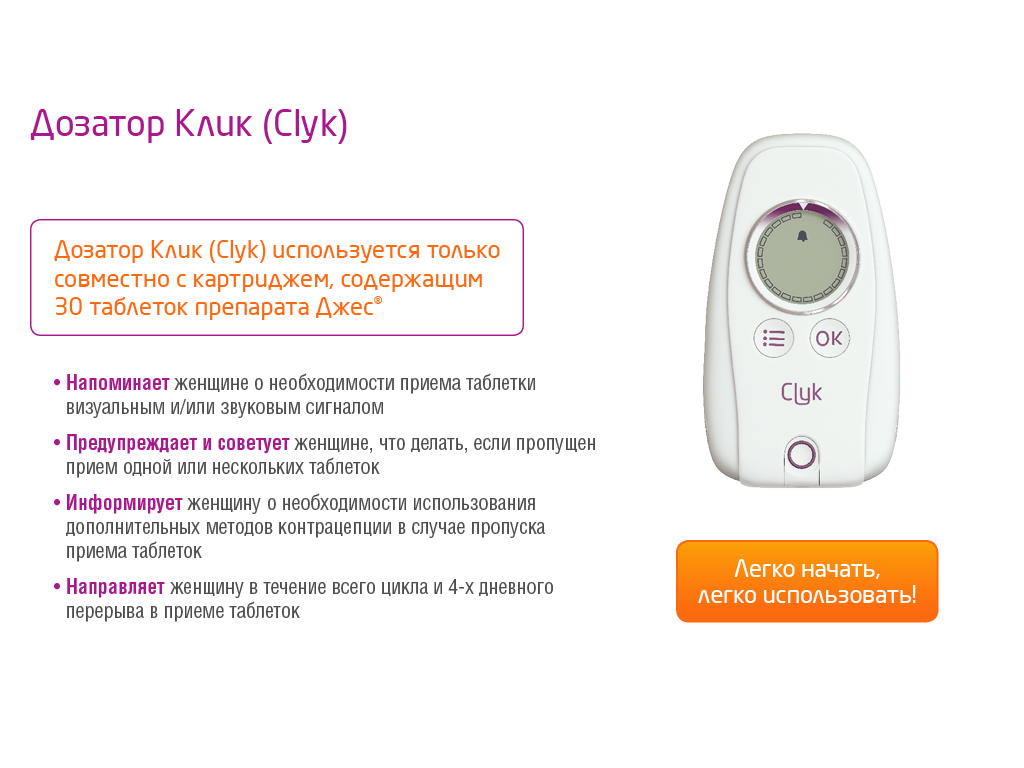 Дозатор Клик (Clyk)
Дозатор Клик (Clyk) используется только
совместно с картриджем, содержащим
30 таблеток препарата Джес®
• Напоминает женщине о необходимости приема таблетки
визуальным и/или звуковым сигналом
• Предупреждает и советует женщине, что делать, если пропущен
прием одной или нескольких таблеток
• Информирует женщину о необходимости использования
дополнительных методов контрацепции в случае пропуска
приема таблеток
• Направляет женщину в течение всего цикла и 4-х дневного
перерыва в приеме таблеток
OK
Clyk
Легко начать,
легко использовать!